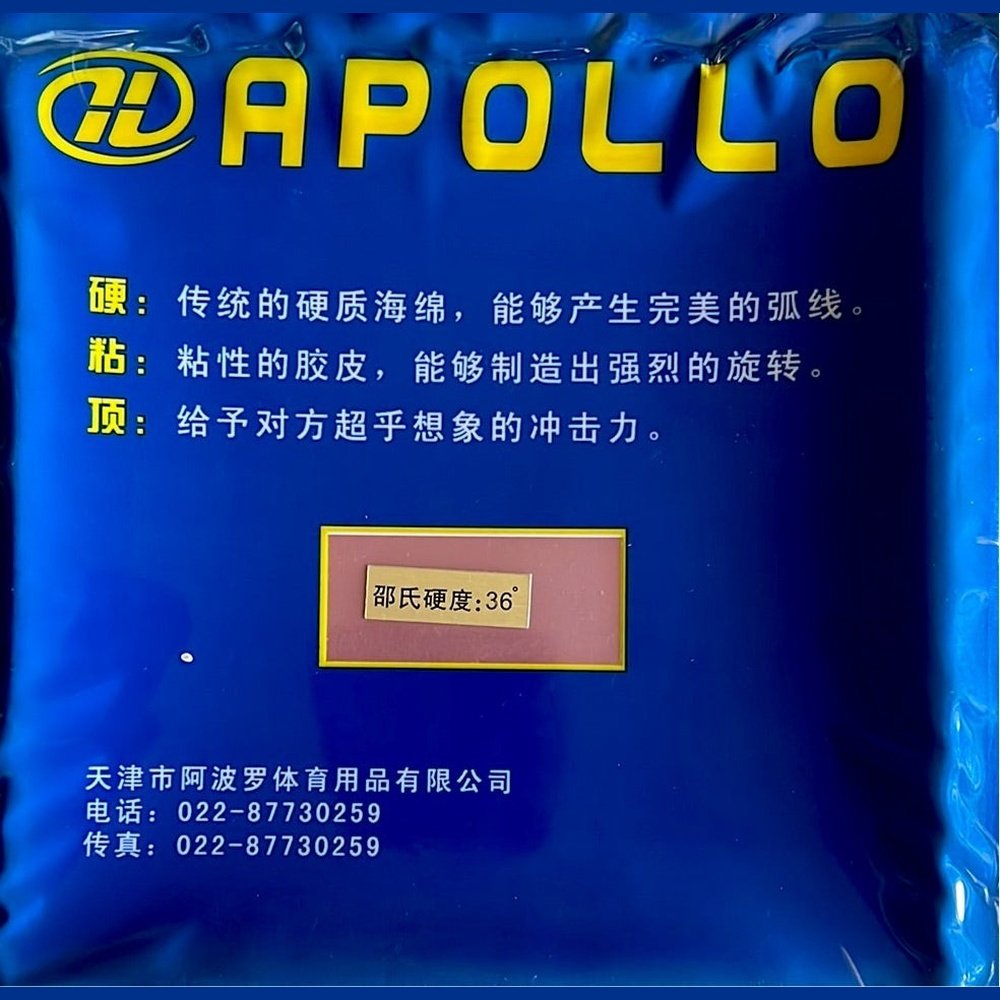 APOLLO
硬：传统的硬质海绵，能够产生完美的弧线。
粘：粘性的胶皮，能够制造出强烈的旋转。
顶：给予对方超乎想象的冲击力。
邵氏硬度:36°
天津市阿波罗体育用品有限公司
电话：022-87730259
传真：022-87730259